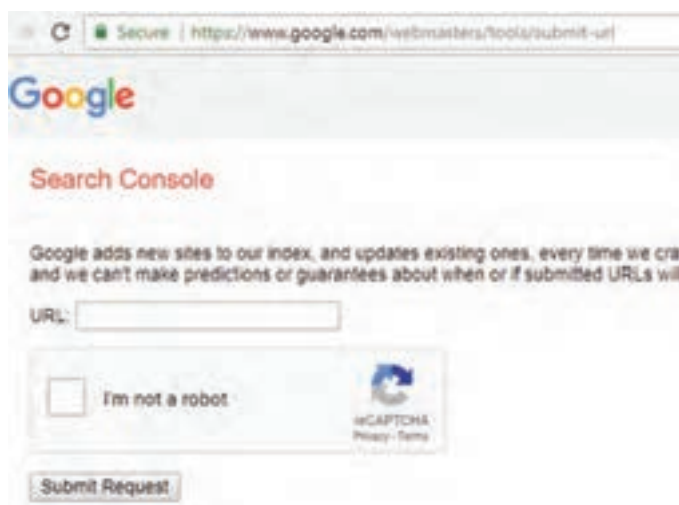 Secure | https://www.google.com/webmasters/tools/submit-url
Google
Search Console
Google adds new sites to our index, and updates existing ones, every time we cra
and we can't make predictions or guarantees about when or if submitted URLs wil
URL:
I'm not a robot
reCAPTCHA
Privacy - Terms
Submit Request